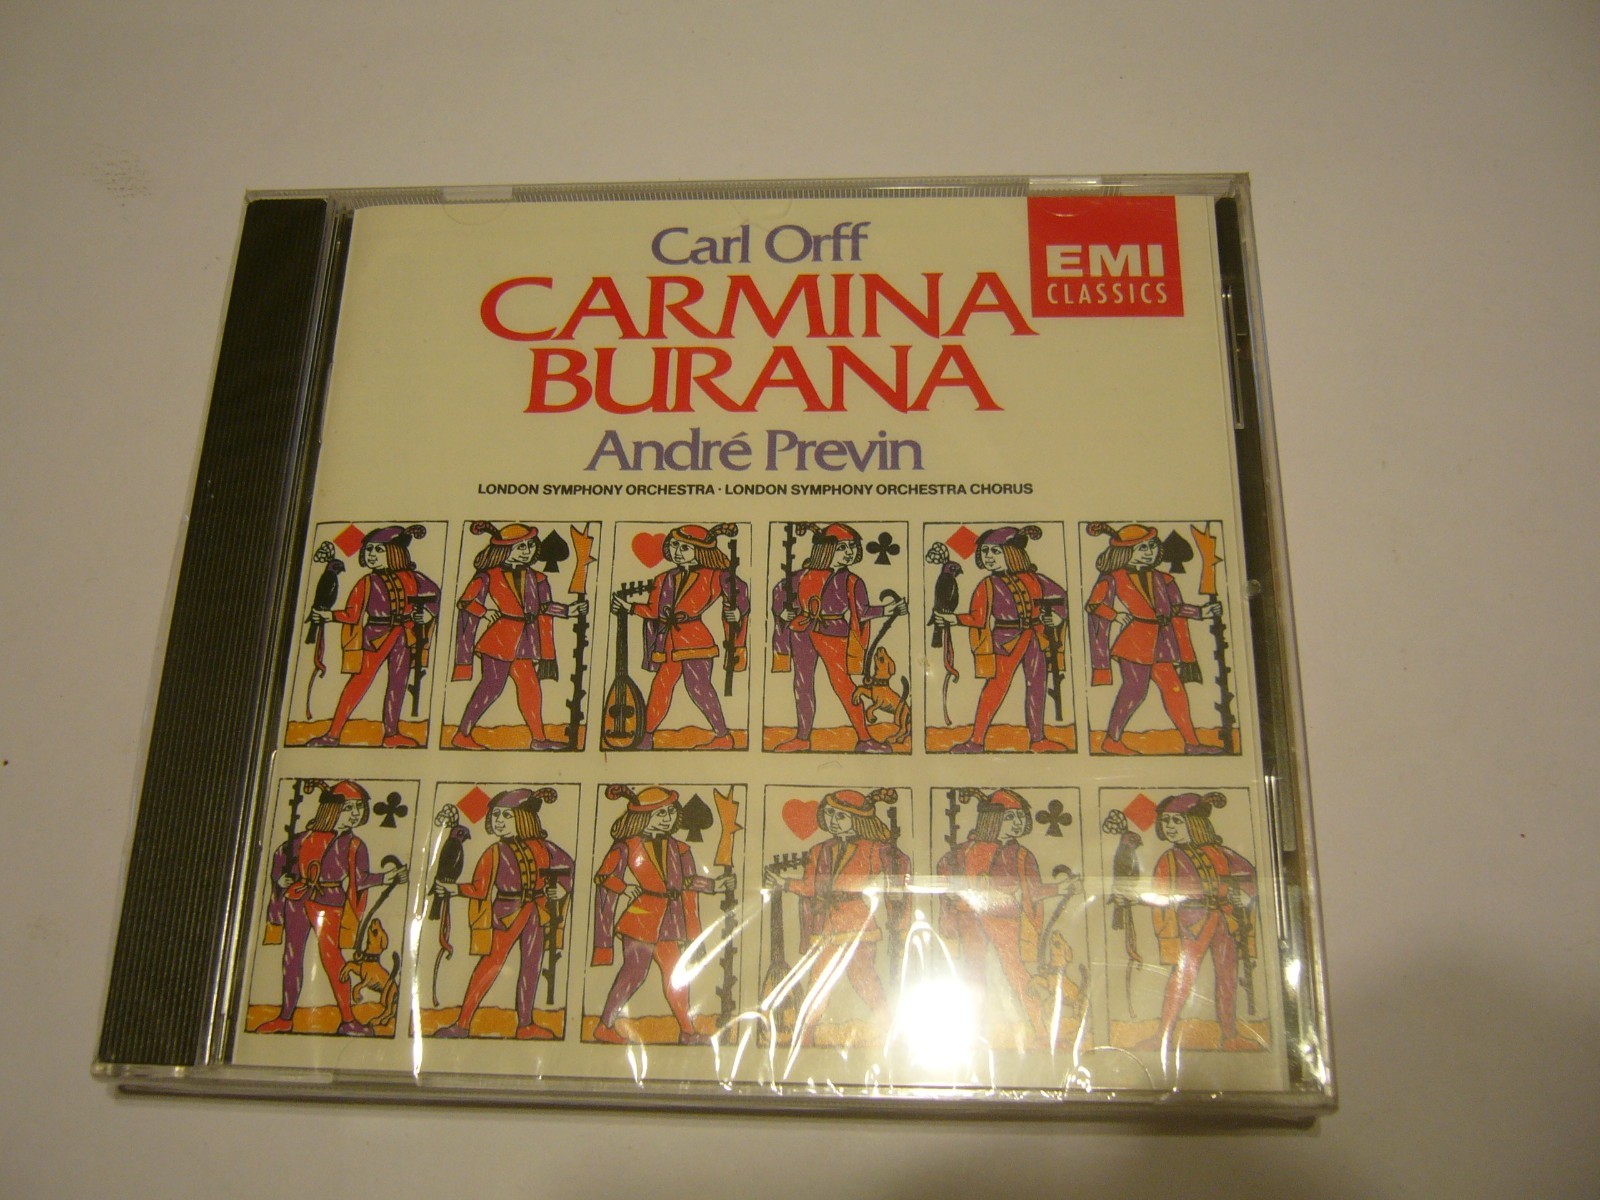 Carl Orff
CARMINA
BURANA
André Previn
LONDON SYMPHONY ORCHESTRA · LONDON SYMPHONY ORCHESTRA CHORUS
EMI
CLASSICS